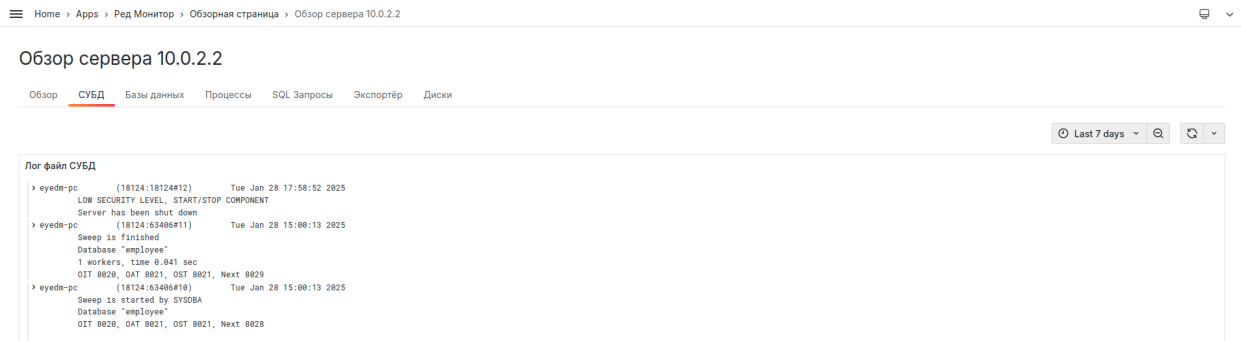 Home › Apps › Ред Монитор › Обзорная страница › Обзор сервера 10.0.2.2
Обзор сервера 10.0.2.2
Обзор СУБД Базы данных Процессы SQL Запросы Экспортёр Диски
Last 7 days
Лог файл СУБД
› eyedm-pc (18124:18124#12) Tue Jan 28 17:58:52 2025
LOW SECURITY LEVEL, START/STOP COMPONENT
Server has been shut down
› eyedm-pc (18124:63406#11) Tue Jan 28 15:00:13 2025
Sweep is finished
Database "employee"
1 workers, time 0.041 sec
OIT 8020, OAT 8021, OST 8021, Next 8029
› eyedm-pc (18124:63406#10) Tue Jan 28 15:00:13 2025
Sweep is started by SYSDBA
Database "employee"
OIT 8020, OAT 8021, OST 8021, Next 8028